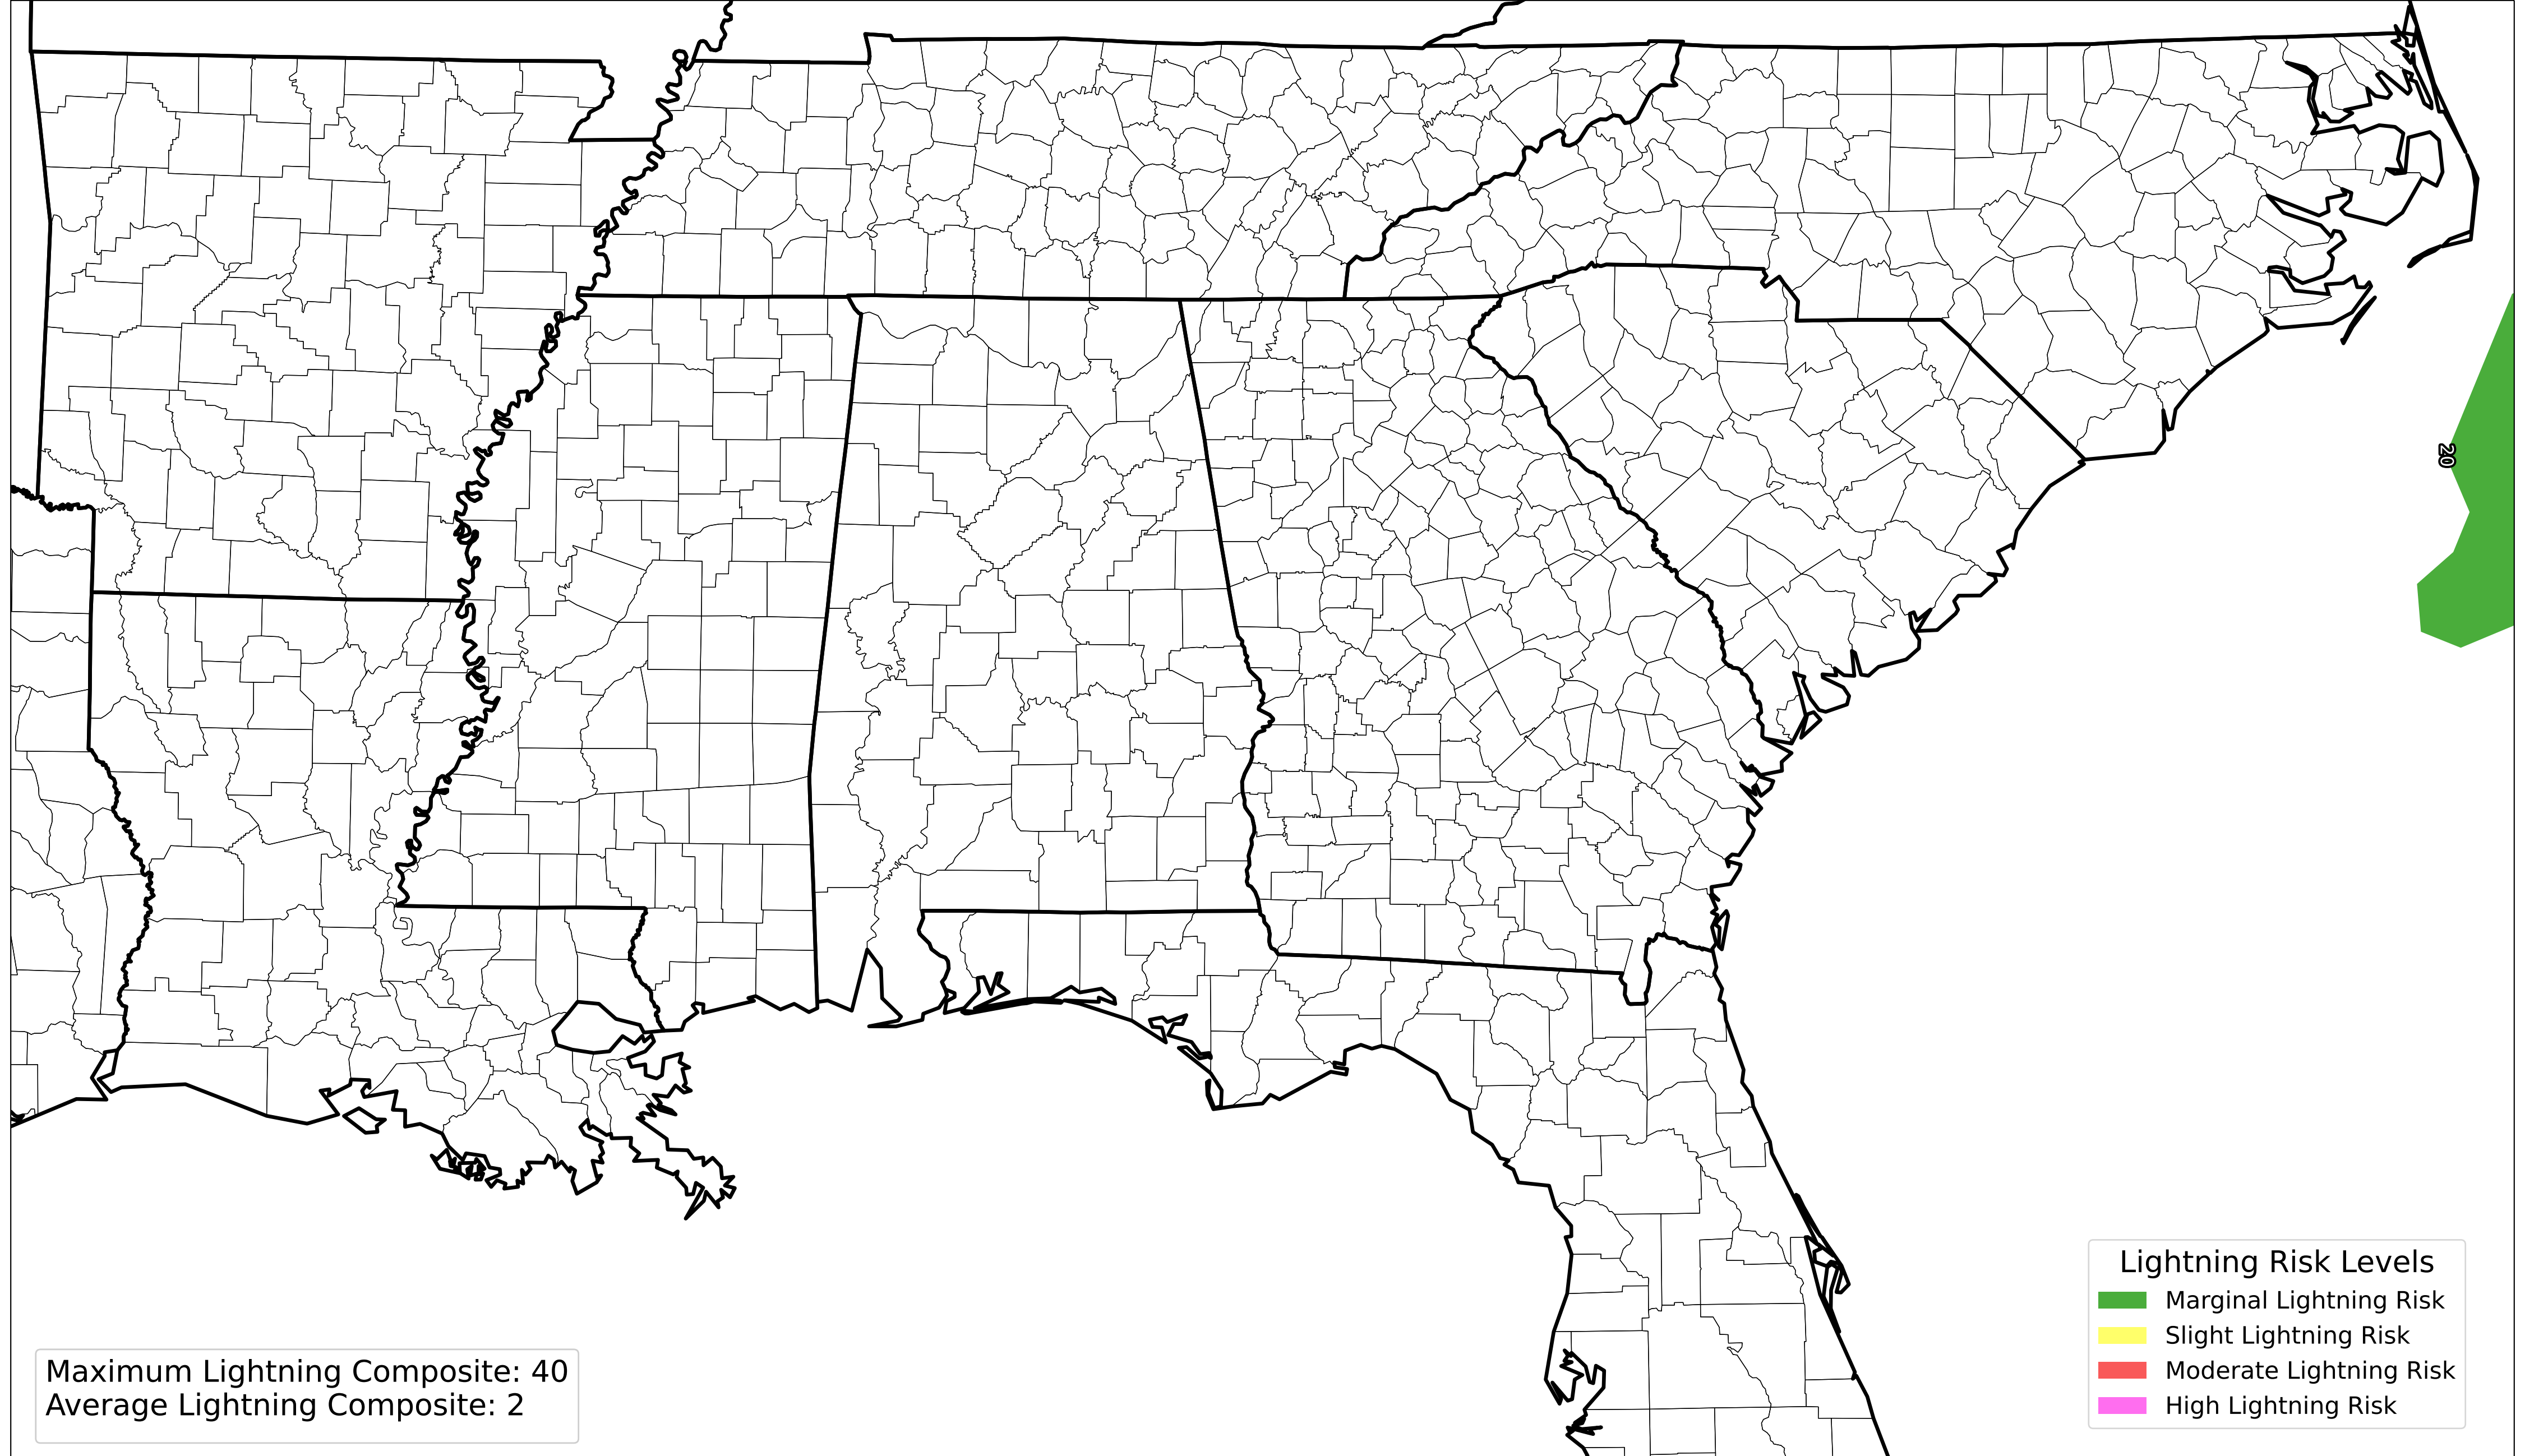 20
Lightning Risk Levels
Marginal Lightning Risk
Slight Lightning Risk
Moderate Lightning Risk
High Lightning Risk
Maximum Lightning Composite: 40
Average Lightning Composite: 2